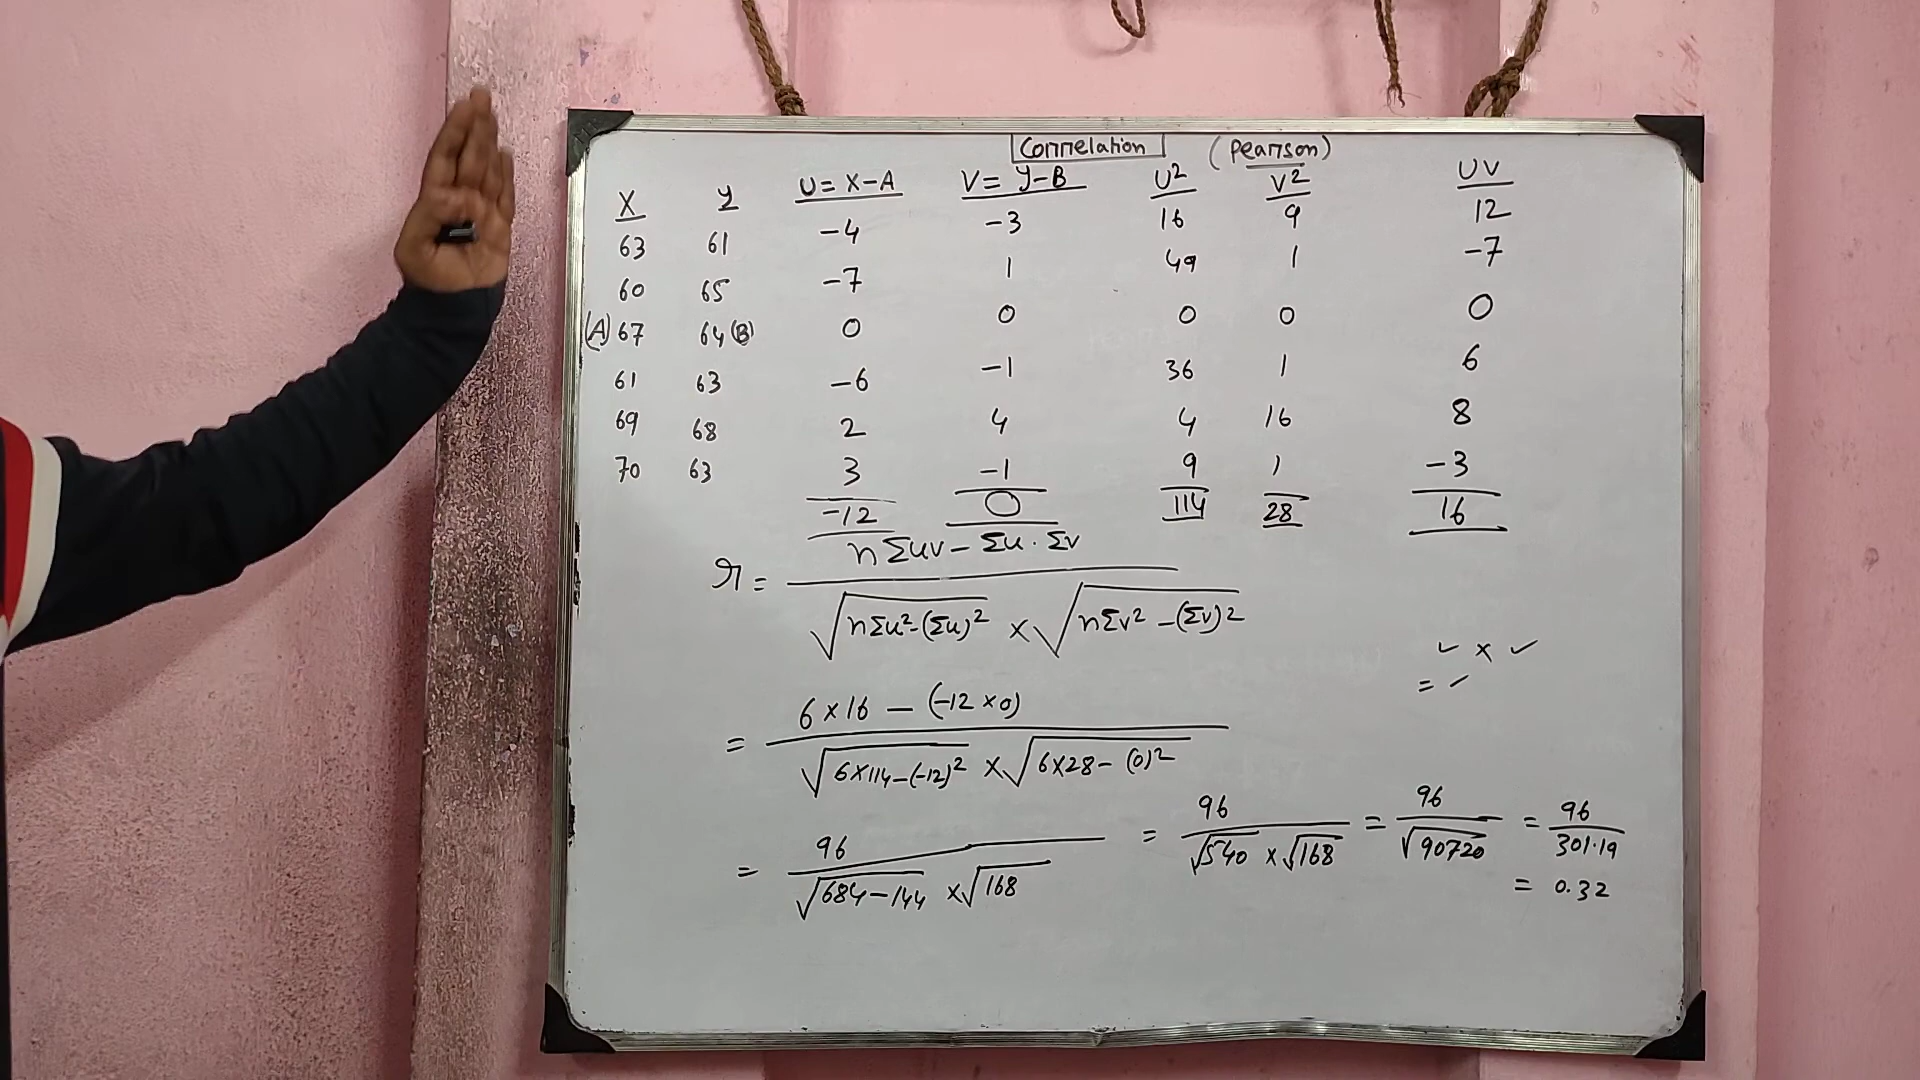 Correlation (Pearson)
X y U = X-A V = y-B U² V² UV
63 61 -4 -3 16 9 12
60 65 -7 1 49 1 -7
(A) 67 64 (B) 0 0 0 0 0
61 63 -6 -1 36 1 6
69 68 2 4 4 16 8
70 63 3 -1 9 1 -3
-12 0 114 28 16
r = nΣuv - Σu · Σv
√nΣu²-(Σu)² × √nΣv² - (Σv)²
✓ × ✓
= ✓
= 6 × 16 - (-12 × 0)
√6×114-(-12)² × √6×28 - (0)²
= 96
√684-144 × √168
= 96 / √540 × √168 = 96 / √90720 = 96 / 301.19
= 0.32